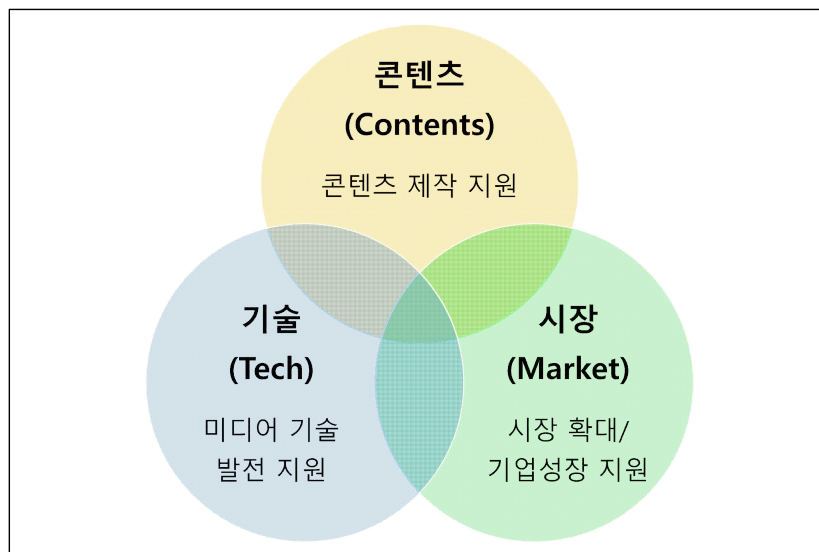 콘텐츠
(Contents)
콘텐츠 제작 지원
기술
(Tech)
미디어 기술
발전 지원
시장
(Market)
시장 확대/
기업성장 지원